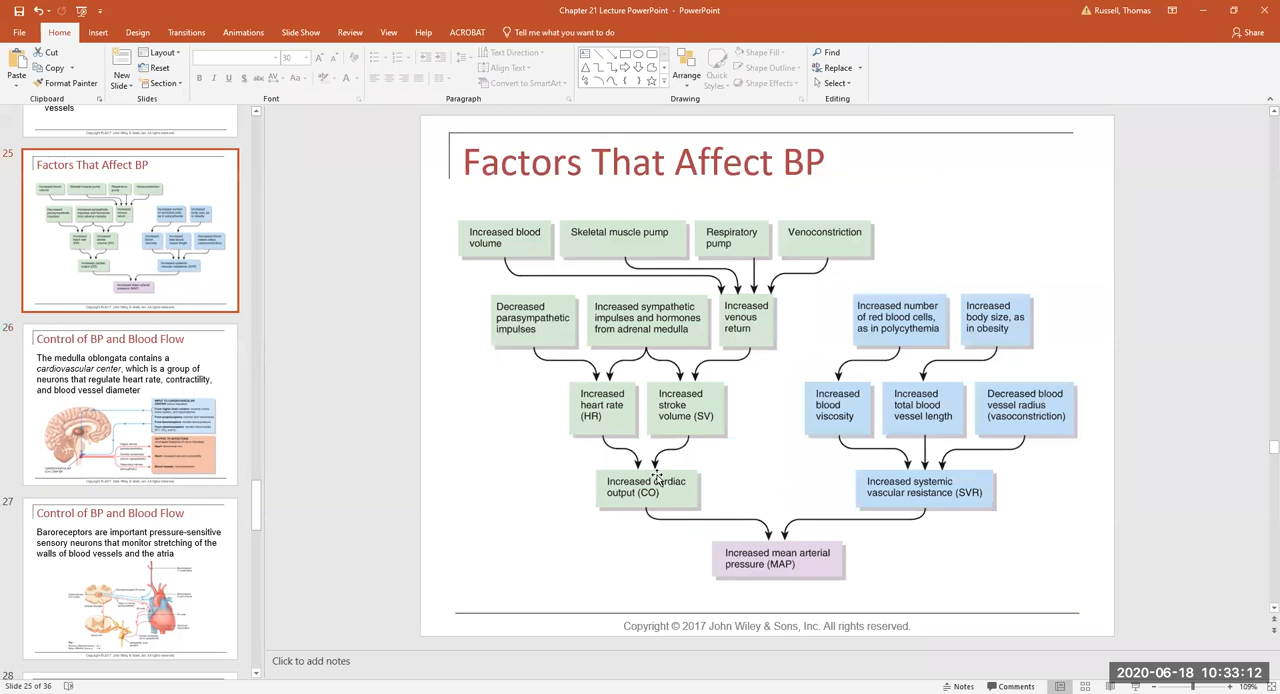 Chapter 21 Lecture PowerPoint - PowerPoint
Russell, Thomas
File Home Insert Design Transitions Animations Slide Show Review View Help ACROBAT Tell me what you want to do
Share
Paste
Cut
Copy
Format Painter
Clipboard
New
Slide
Layout
Reset
Section
Slides
30
Font
Text Direction
Align Text
Convert to SmartArt
Paragraph
Arrange
Quick
Styles
Shape Fill
Shape Outline
Shape Effects
Drawing
Find
Replace
Select
Editing
vessels
25
Factors That Affect BP
26
Control of BP and Blood Flow
The medulla oblongata contains a
cardiovascular center, which is a group of
neurons that regulate heart rate, contractility,
and blood vessel diameter
27
Control of BP and Blood Flow
Baroreceptors are important pressure-sensitive
sensory neurons that monitor stretching of the
walls of blood vessels and the atria
28
Factors That Affect BP
Increased blood
volume
Skeletal muscle pump
Respiratory
pump
Venoconstriction
Decreased
parasympathetic
impulses
Increased sympathetic
impulses and hormones
from adrenal medulla
Increased
venous
return
Increased number
of red blood cells,
as in polycythemia
Increased
body size, as
in obesity
Increased
heart rate
(HR)
Increased
stroke
volume (SV)
Increased
blood
viscosity
Increased
total blood
vessel length
Decreased blood
vessel radius
(vasoconstriction)
Increased cardiac
output (CO)
Increased systemic
vascular resistance (SVR)
Increased mean arterial
pressure (MAP)
Copyright © 2017 John Wiley & Sons, Inc. All rights reserved.
Click to add notes
2020-06-18 10:33:12
Slide 25 of 36
Notes
Comments
109%